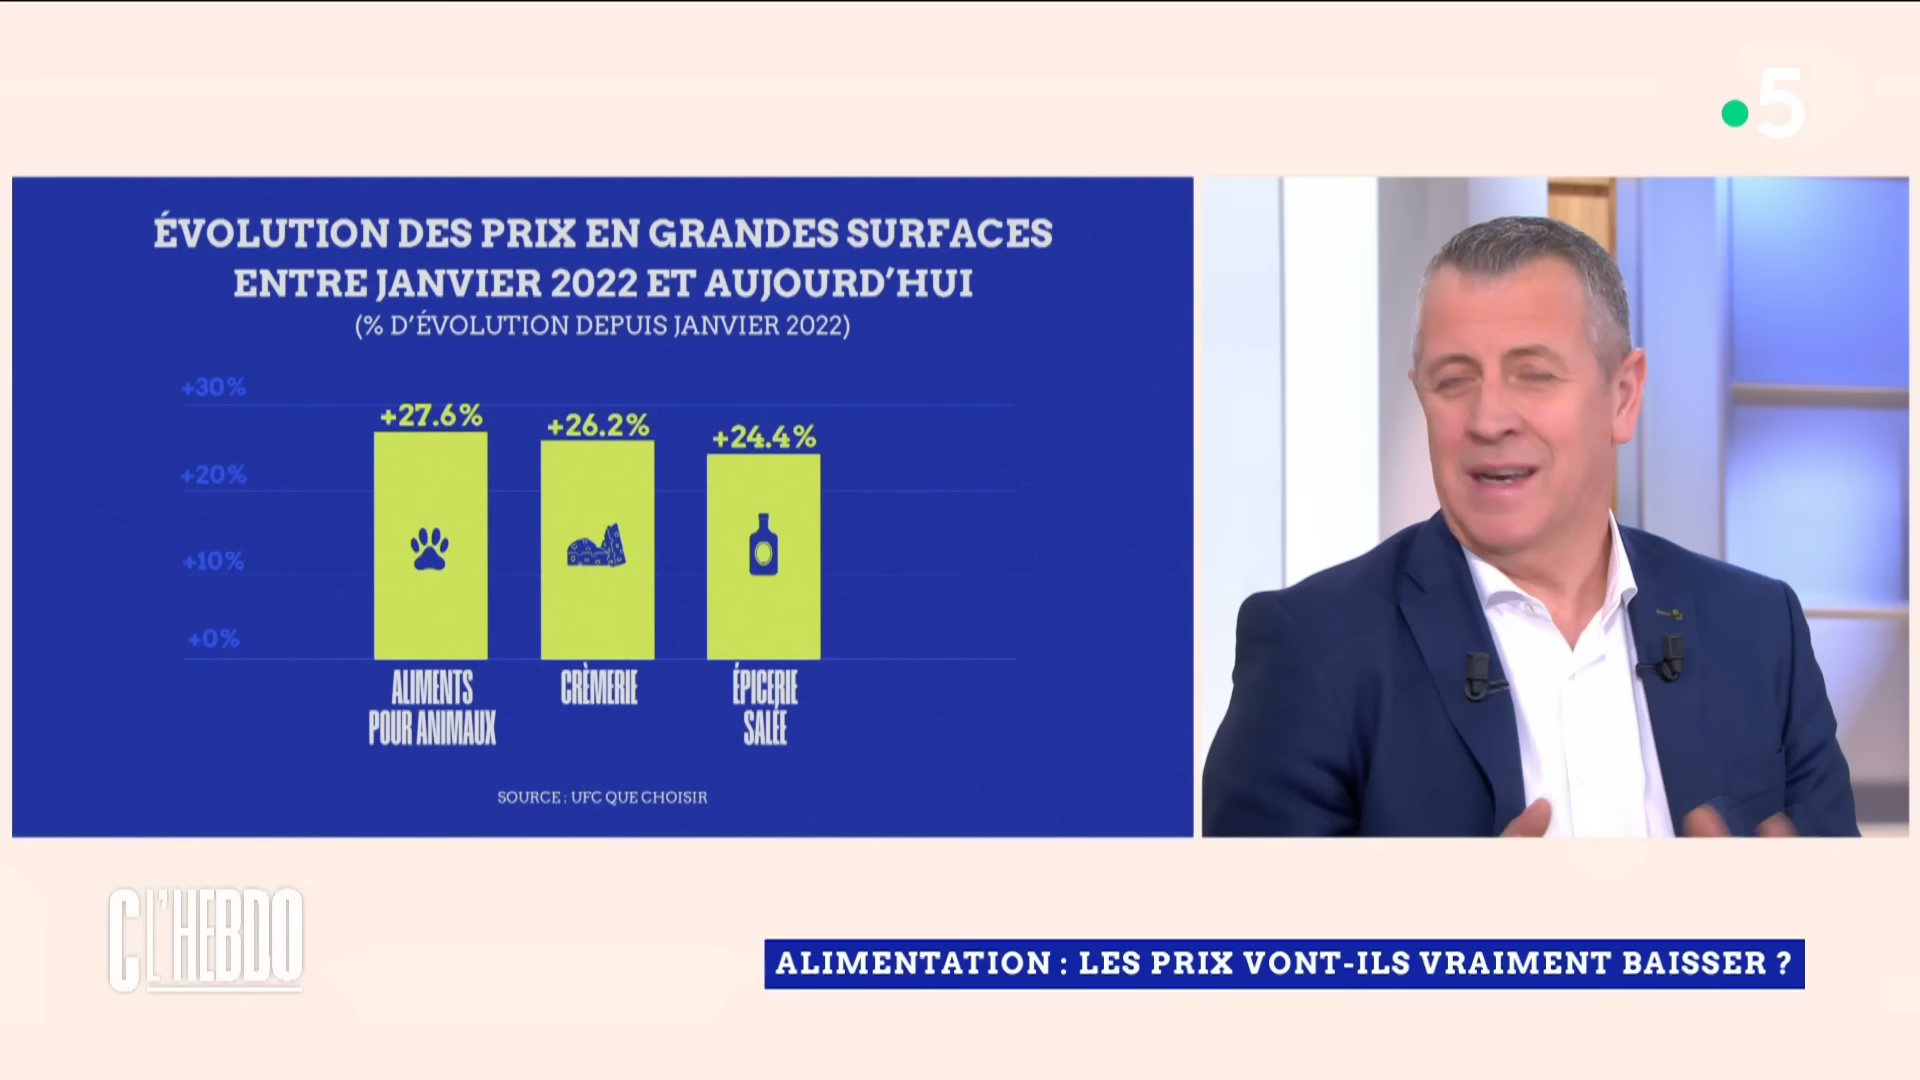 5
ÉVOLUTION DES PRIX EN GRANDES SURFACES
ENTRE JANVIER 2022 ET AUJOURD'HUI
(% D'ÉVOLUTION DEPUIS JANVIER 2022)
+30%
+20%
+10%
+0%
+27.6%
+26.2%
+24.4%
ALIMENTS
POUR ANIMAUX
CRÈMERIE
ÉPICERIE
SALÉE
SOURCE : UFC QUE CHOISIR
C L'HEBDO
ALIMENTATION : LES PRIX VONT-ILS VRAIMENT BAISSER ?